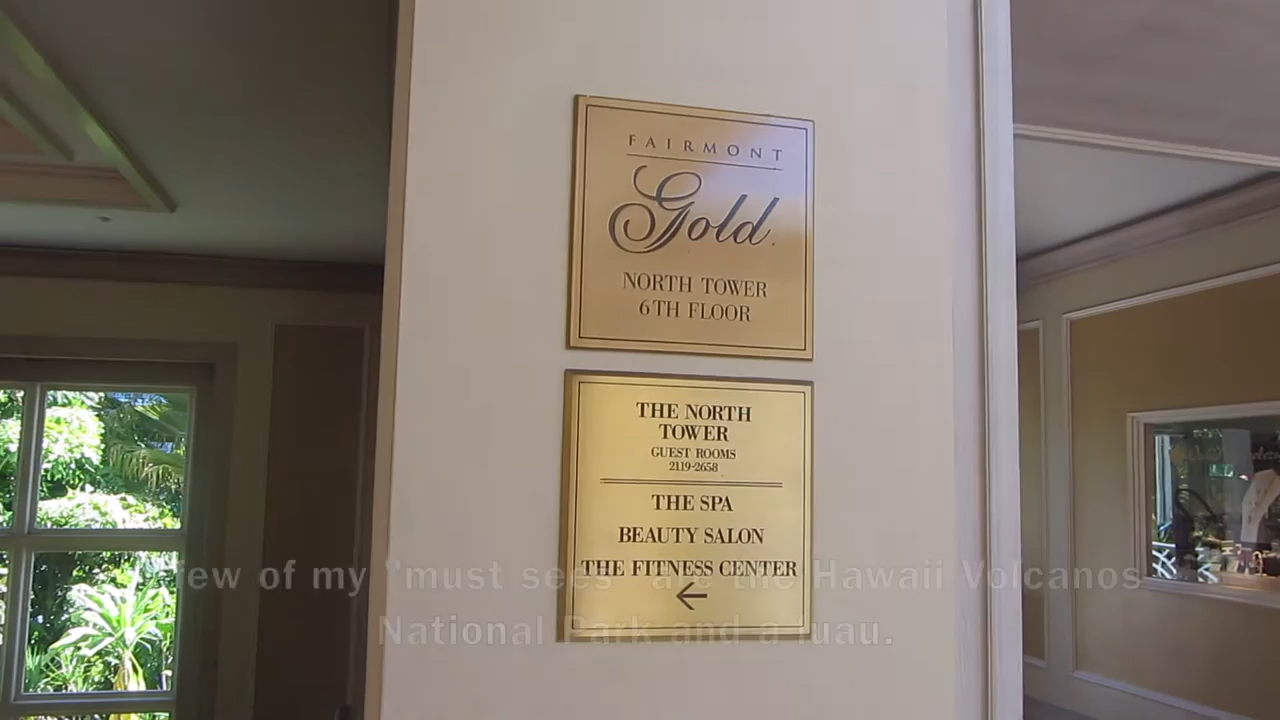 FAIRMONT
Gold
NORTH TOWER
6TH FLOOR
THE NORTH
TOWER
GUEST ROOMS
2119-2658
THE SPA
BEAUTY SALON
THE FITNESS CENTER
of my "must sees" are the Hawaii Volcanos
National Park and a luau.